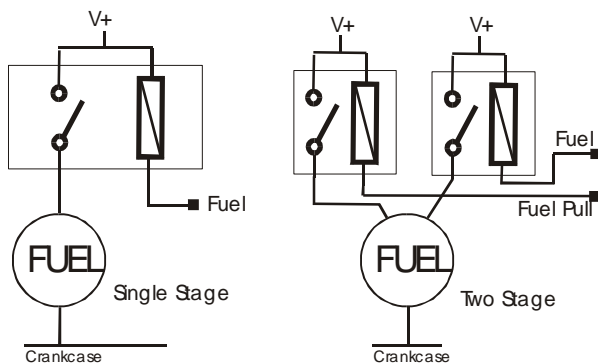 V+
Fuel
FUEL
Single Stage
Crankcase
V+
V+
Fuel
Fuel Pull
FUEL
Two Stage
Crankcase